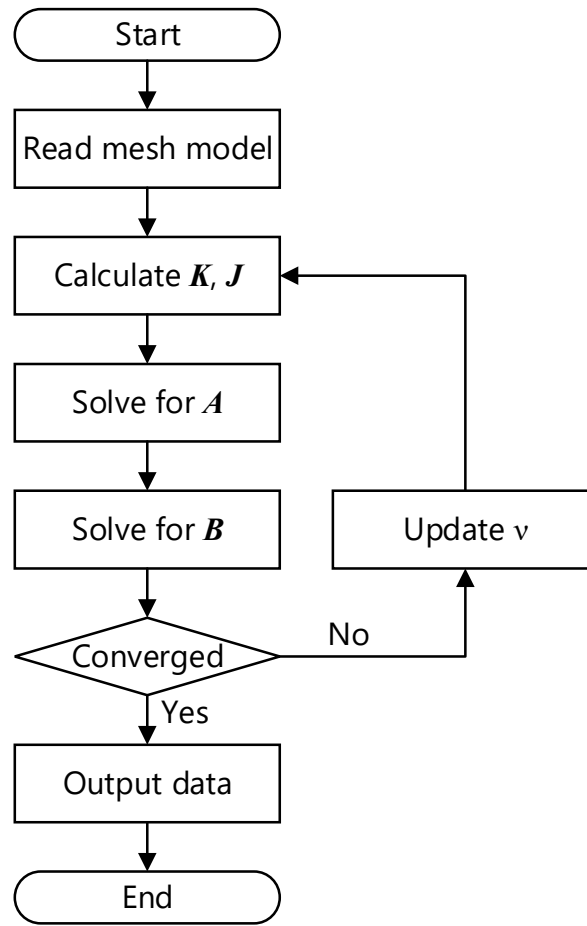 Start
Read mesh model
Calculate K, J
Solve for A
Solve for B
Update ν
Converged
No
Yes
Output data
End